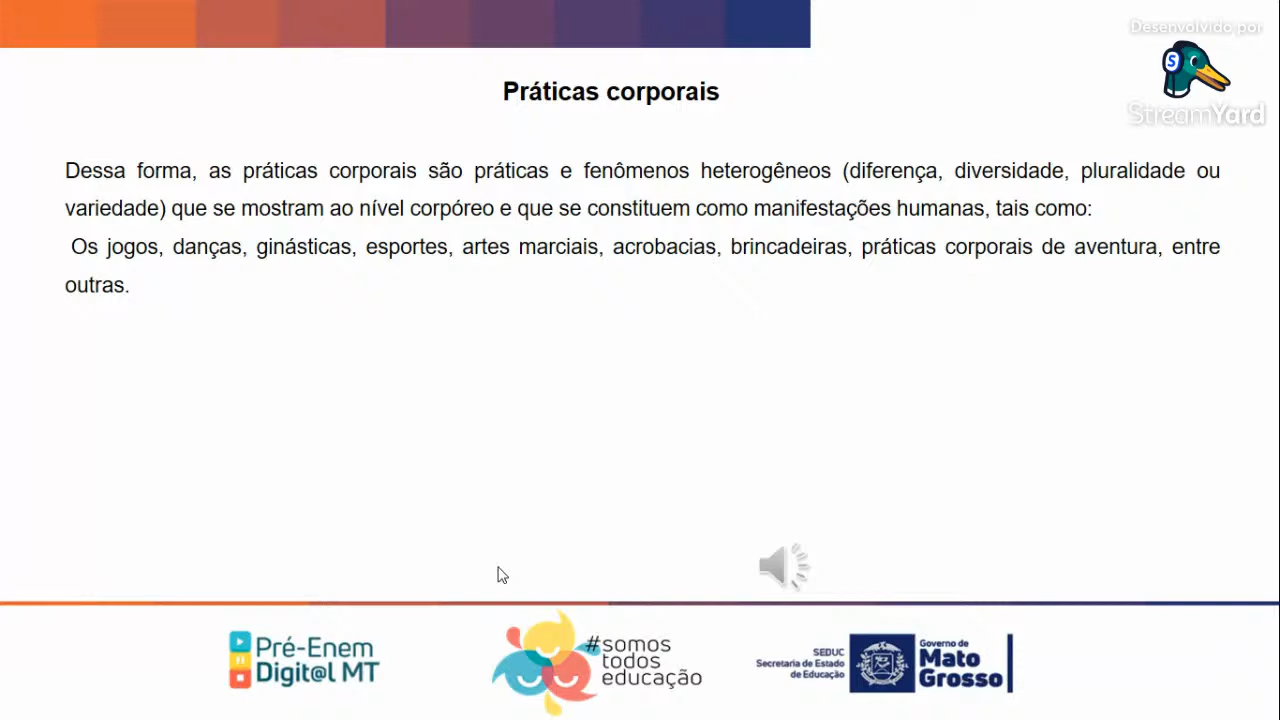 Desenvolvido por
S
StreamYard
Práticas corporais
Dessa forma, as práticas corporais são práticas e fenômenos heterogêneos (diferença, diversidade, pluralidade ou
variedade) que se mostram ao nível corpóreo e que se constituem como manifestações humanas, tais como:
Os jogos, danças, ginásticas, esportes, artes marciais, acrobacias, brincadeiras, práticas corporais de aventura, entre
outras.
Pré-Enem
Digit@l MT
#somos
todos
educação
SEDUC
Secretaria de Estado
de Educação
Governo de
Mato
Grosso